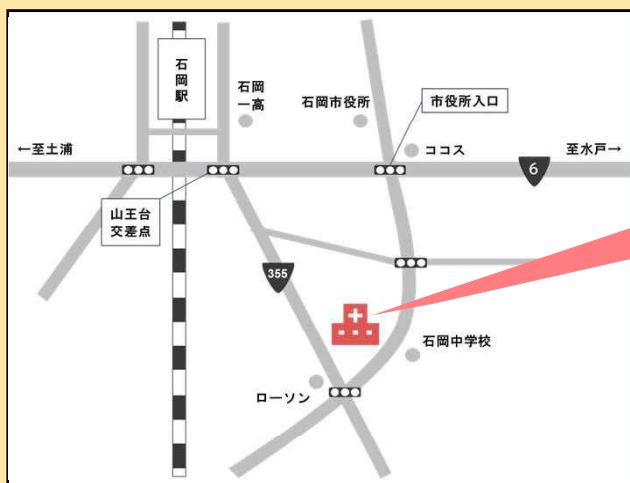 石岡駅
石岡
一高
石岡市役所
市役所入口
←至土浦
ココス
至水戸→
6
山王台
交差点
355
石岡中学校
ローソン